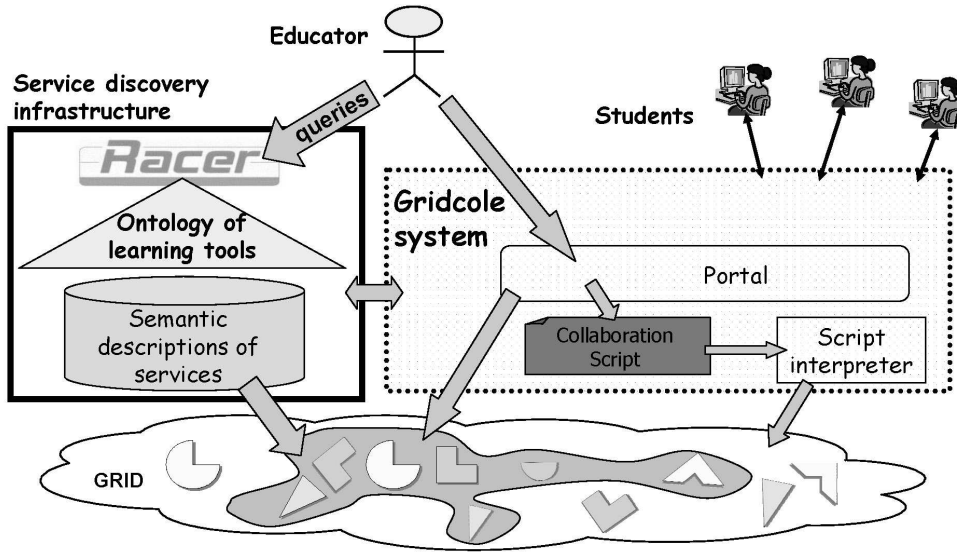 Educator
Service discovery
infrastructure
queries
Students
Racer
Ontology of
learning tools
Gridcole
system
Portal
Semantic
descriptions of
services
Collaboration
Script
Script
interpreter
GRID